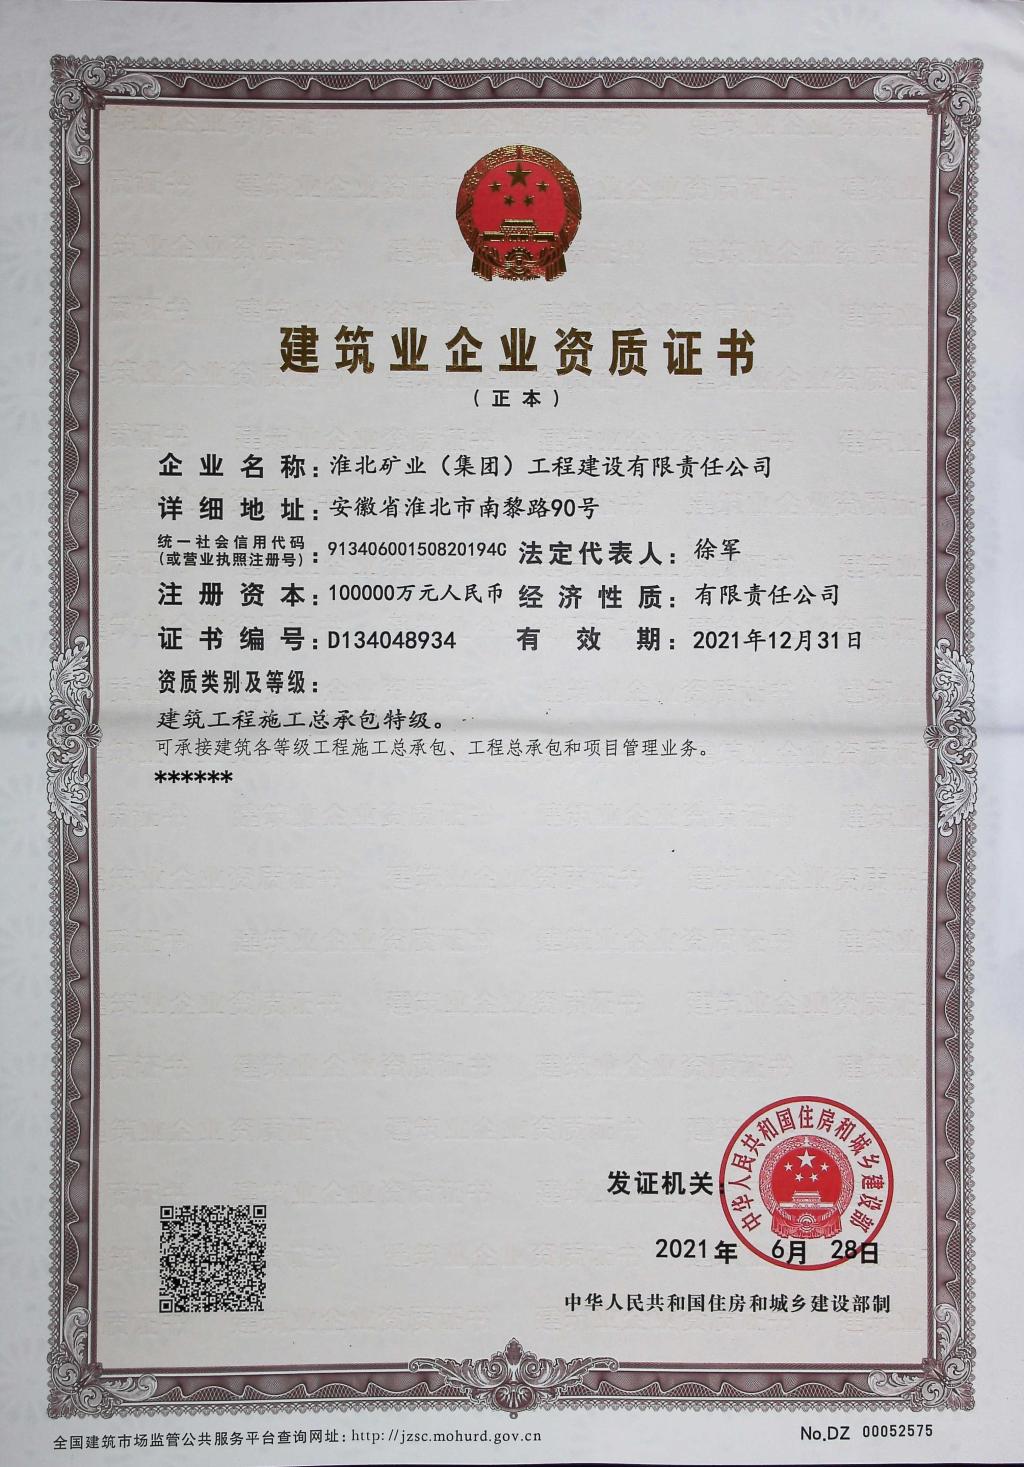 建筑业企业资质证书
（正本）
企业名称：淮北矿业（集团）工程建设有限责任公司
详细地址：安徽省淮北市南黎路90号
统一社会信用代码
（或营业执照注册号）：91340600150820194C 法定代表人：徐军
注册资本：100000万元人民币 经济性质：有限责任公司
证书编号：D134048934 有效期：2021年12月31日
资质类别及等级：
建筑工程施工总承包特级。
可承接建筑各等级工程施工总承包、工程总承包和项目管理业务。
******
发证机关：
中华人民共和国住房和城乡建设部
2021年 6月 28日
中华人民共和国住房和城乡建设部制
全国建筑市场监管公共服务平台查询网址：http://jzsc.mohurd.gov.cn
No.DZ 00052575